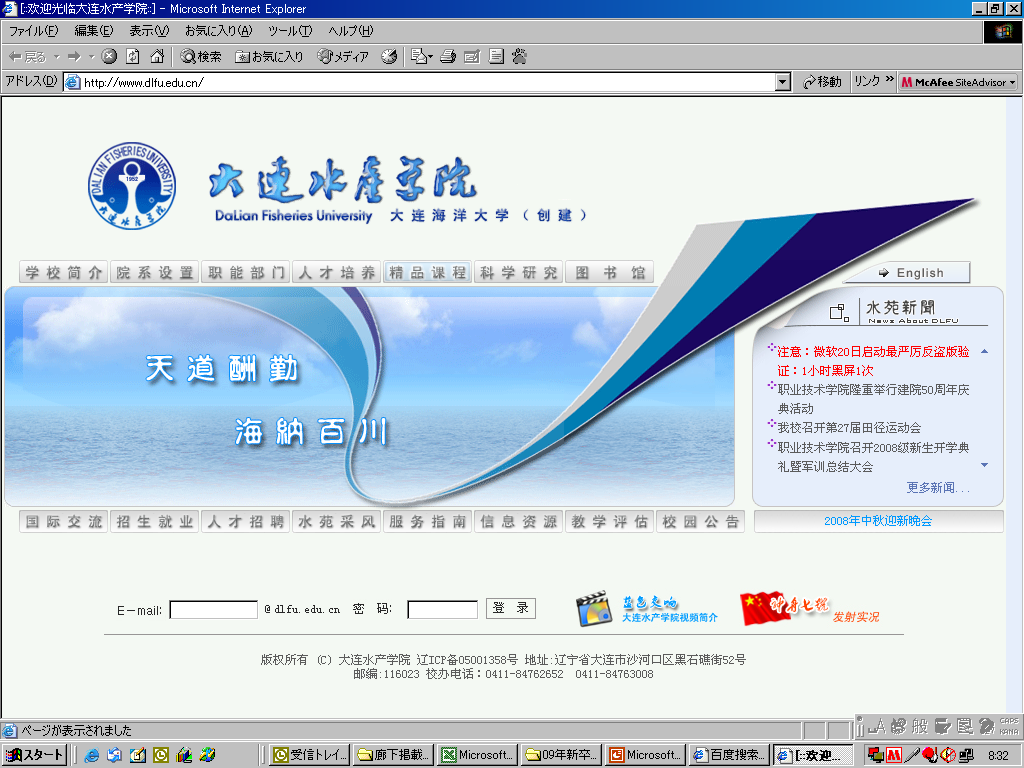 [::欢迎光临大连水产学院::] - Microsoft Internet Explorer
ファイル(F) 編集(E) 表示(V) お気に入り(A) ツール(T) ヘルプ(H)
戻る 検索 お気に入り メディア
アドレス(D) http://www.dlfu.edu.cn/ 移動 リンク » McAfee SiteAdvisor
DALIAN FISHERIES UNIVERSITY
1952
大连水产学院
大连水产学院
DaLian Fisheries University 大连海洋大学（创建）
学校简介 院系设置 职能部门 人才培养 精品课程 科学研究 图书馆
English
水苑新聞
News About DLFU
天道酬勤
海納百川
注意：微软20日启动最严厉反盗版验
证：1小时黑屏1次
职业技术学院隆重举行建院50周年庆
典活动
我校召开第27届田径运动会
职业技术学院召开2008级新生开学典
礼暨军训总结大会
更多新闻...
国际交流 招生就业 人才招聘 水苑采风 服务指南 信息资源 教学评估 校园公告
2008年中秋迎新晚会
E-mail: @dlfu.edu.cn 密 码: 登 录
蓝色交响
大连水产学院视频简介
神舟七號
发射实况
版权所有 (C) 大连水产学院 辽ICP备05001358号 地址:辽宁省大连市沙河口区黑石礁街52号
邮编:116023 校办电话：0411-84762652 0411-84763008
ページが表示されました
A 般 CAPS
KANA
スタート 受信トレイ... 廊下掲載... Microsoft... 09年新卒... Microsoft... 百度搜索... [::欢迎... 8:32